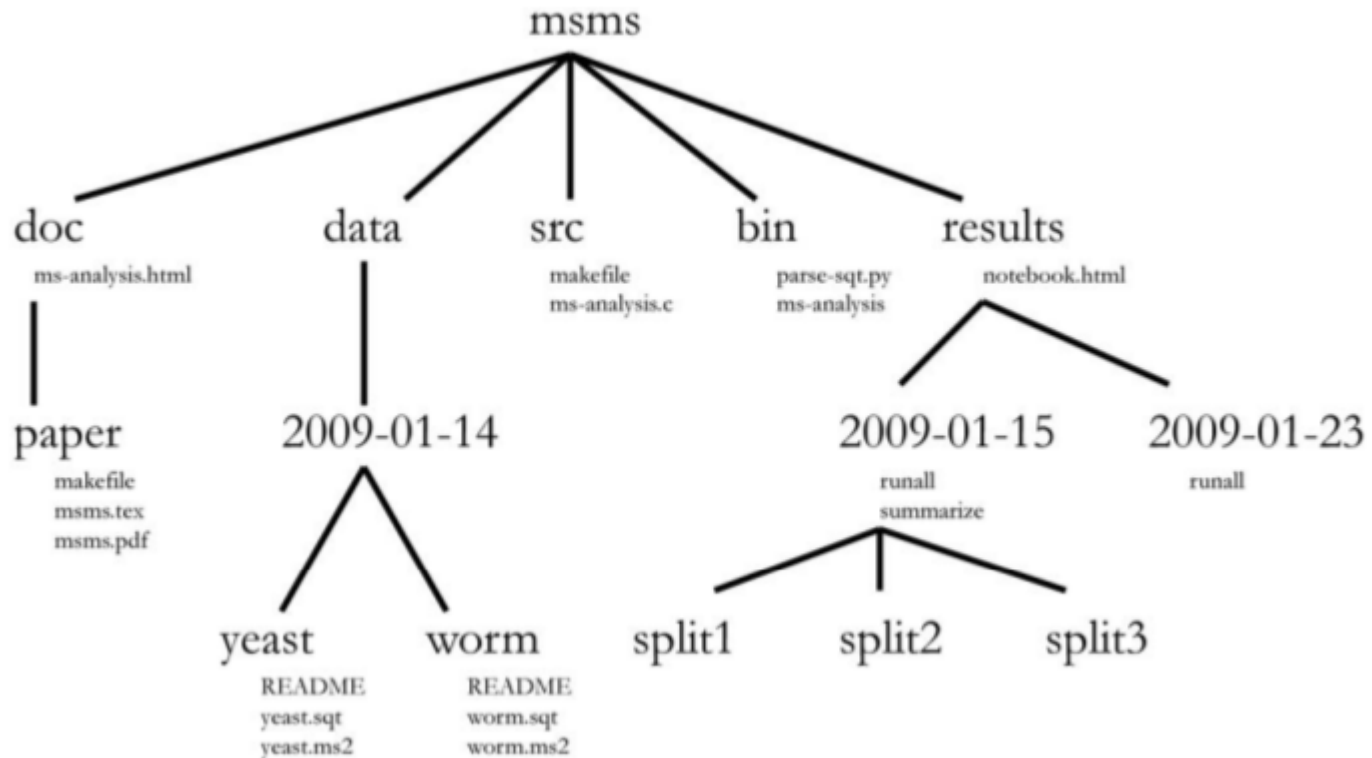 msms
doc
data
src
bin
results
ms-analysis.html
makefile
ms-analysis.c
parse-sqt.py
ms-analysis
notebook.html
paper
makefile
msms.tex
msms.pdf
2009-01-14
2009-01-15
runall
summarize
2009-01-23
runall
yeast
README
yeast.sqt
yeast.ms2
worm
README
worm.sqt
worm.ms2
split1
split2
split3